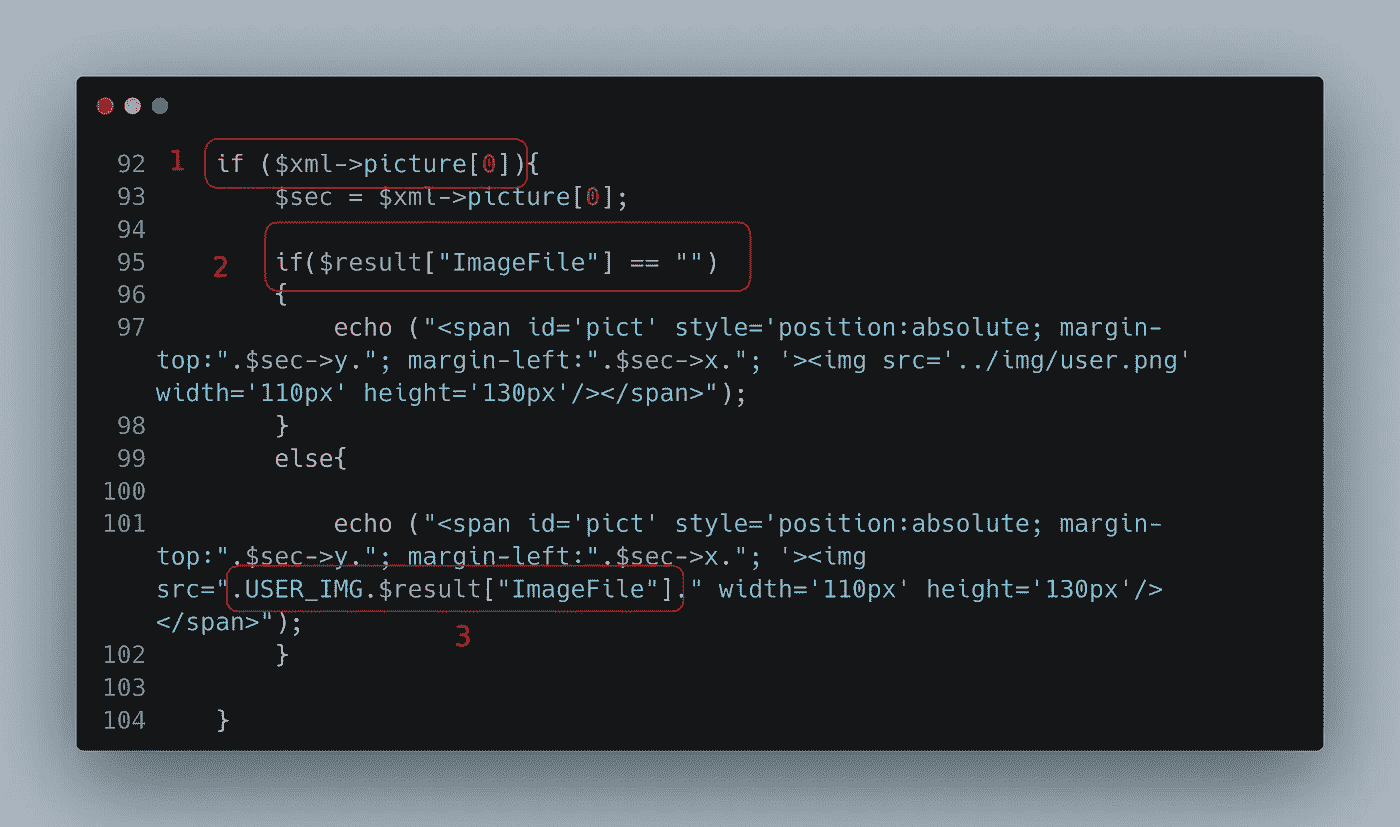 92 1 if ($xml->picture[0]){
93 $sec = $xml->picture[0];
94
95 2 if($result["ImageFile"] == "")
96 {
97 echo ("<span id='pict' style='position:absolute; margin-
top:".$sec->y."; margin-left:".$sec->x."; '><img src='../img/user.png'
width='110px' height='130px'/></span>");
98 }
99 else{
100
101 echo ("<span id='pict' style='position:absolute; margin-
top:".$sec->y."; margin-left:".$sec->x."; '><img
src=".USER_IMG.$result["ImageFile"]." width='110px' height='130px'/>
</span>");
3
102 }
103
104 }